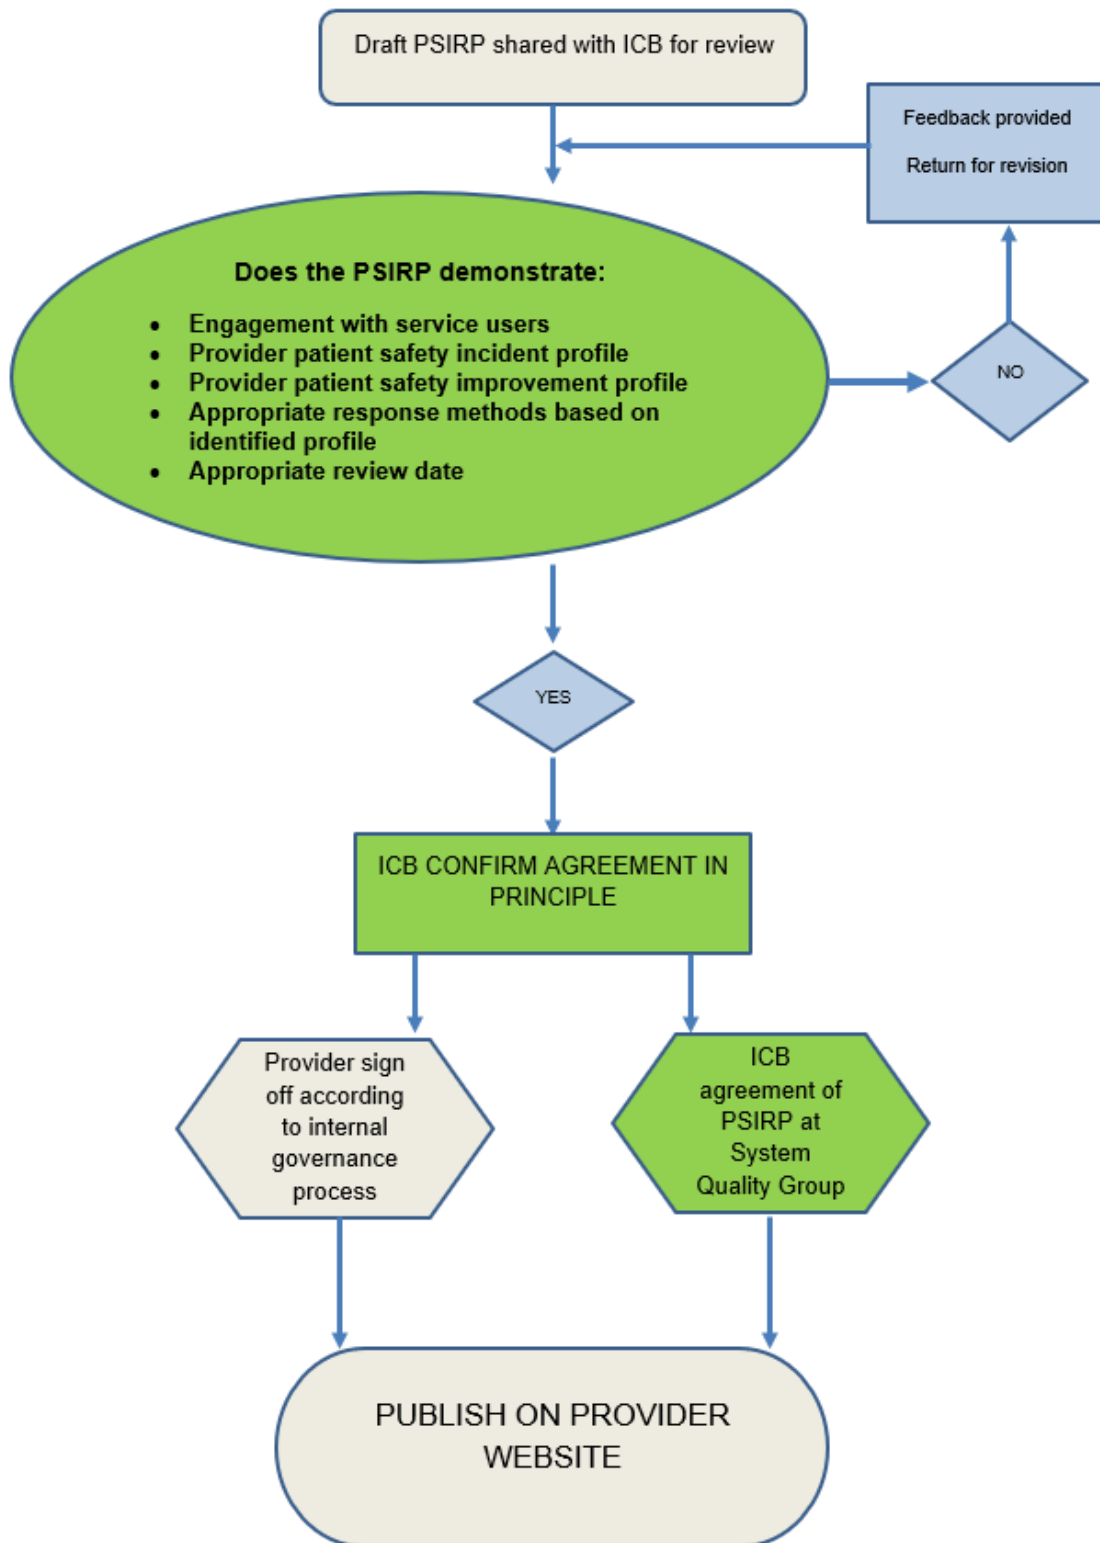 Draft PSIRP shared with ICB for review
Feedback provided
Return for revision
Does the PSIRP demonstrate:
• Engagement with service users
• Provider patient safety incident profile
• Provider patient safety improvement profile
• Appropriate response methods based on
identified profile
• Appropriate review date
NO
YES
ICB CONFIRM AGREEMENT IN
PRINCIPLE
Provider sign
off according
to internal
governance
process
ICB
agreement of
PSIRP at
System
Quality Group
PUBLISH ON PROVIDER
WEBSITE